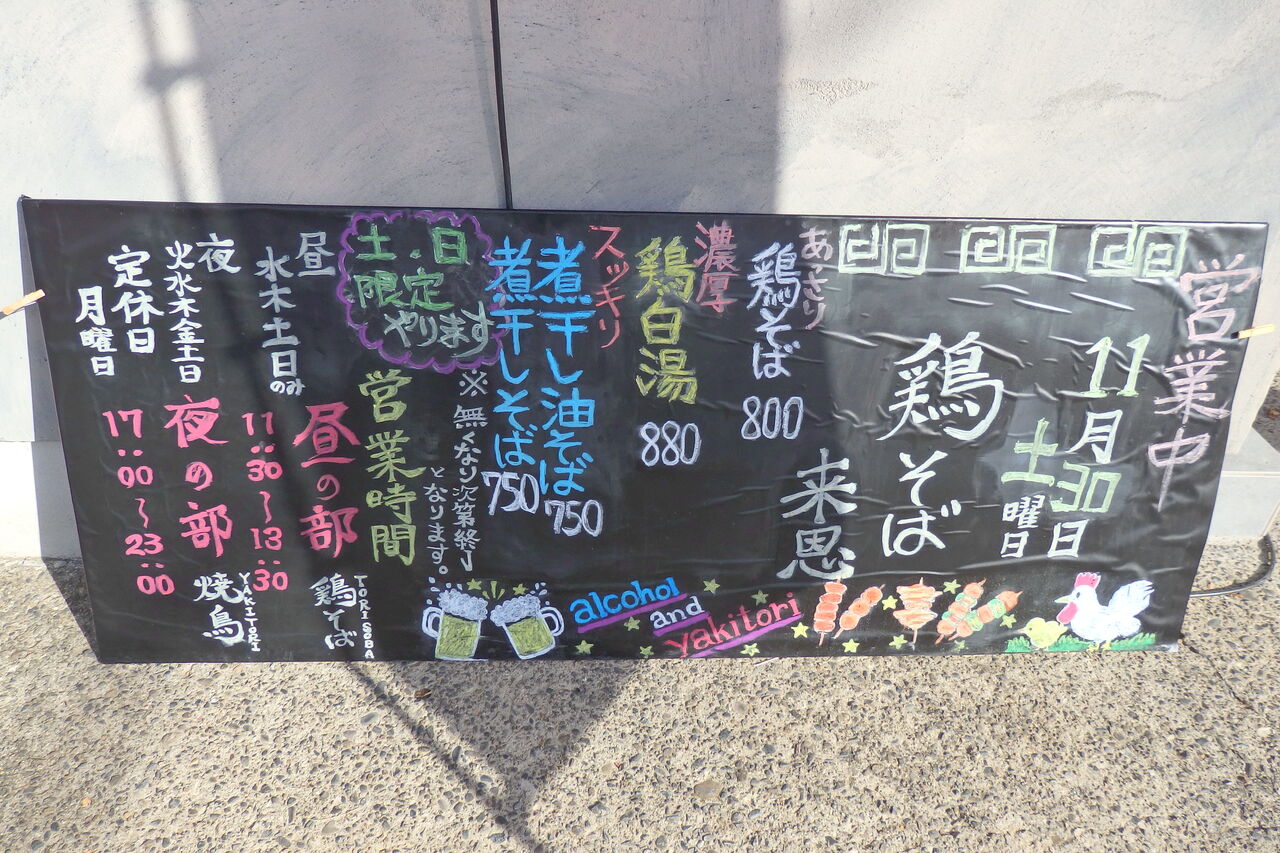 営業中
11月30日
土曜日
鶏そば
来恩
あさり
鶏そば
800
濃厚
鶏白湯
880
スッキリ
煮干し油そば
750
煮干しそば
750
土・日
限定
やります
※無くなり次第終了
となります。
営業時間
昼
水木土日のみ
昼の部
11:30〜13:30
鶏そば
TORISOBA
夜
火水木金土日
夜の部
17:00〜23:00
焼鳥
YAKITORI
定休日
月曜日
alcohol
and
yakitori